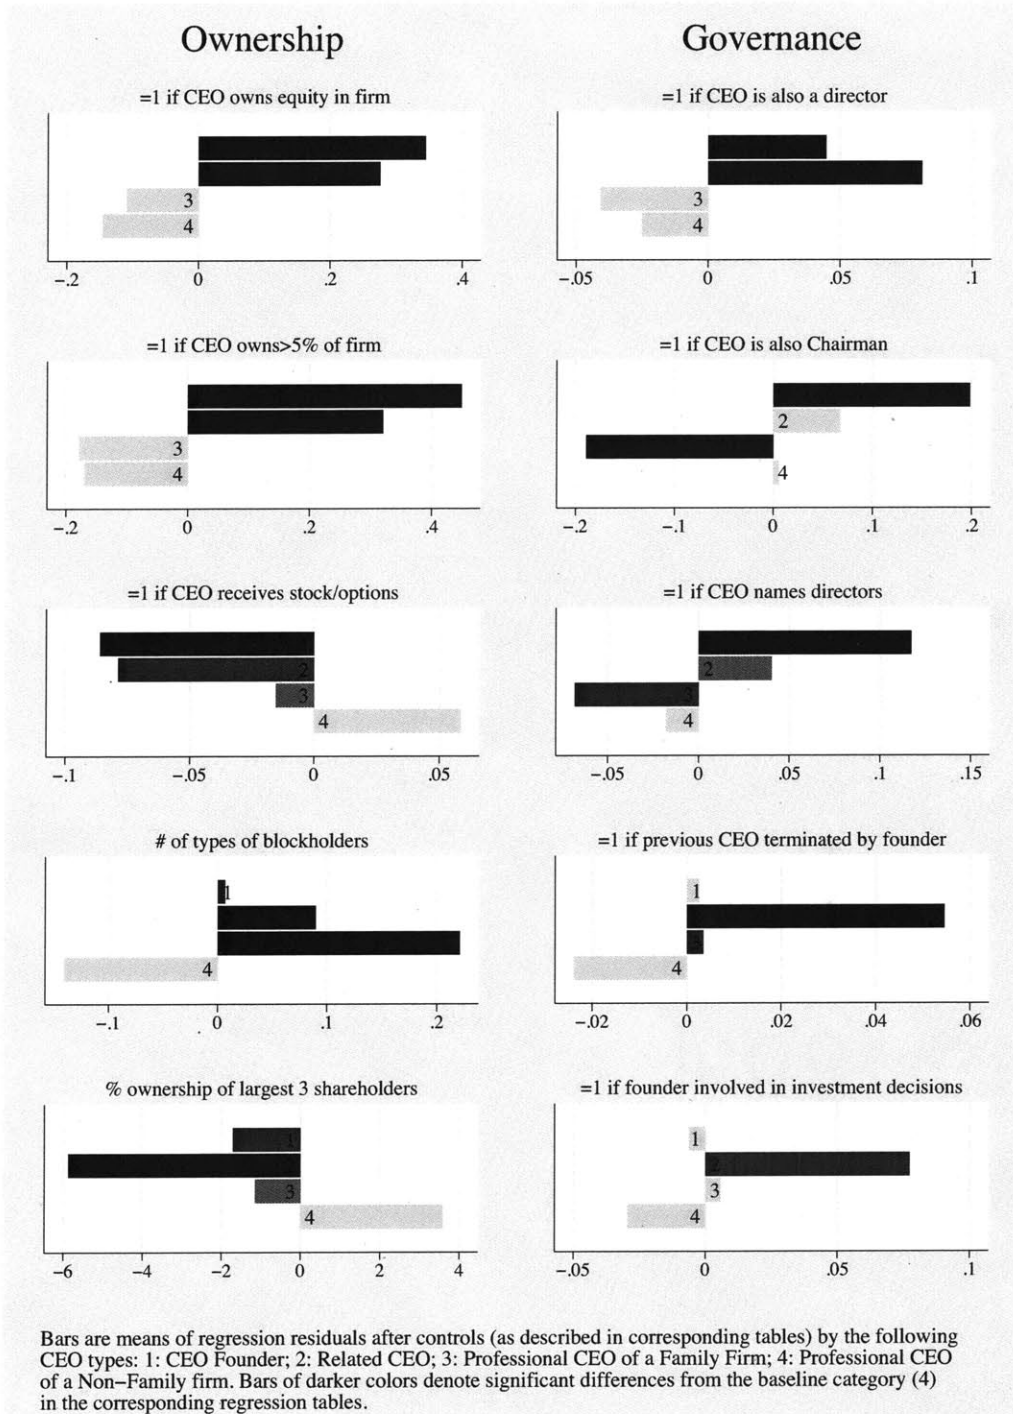 Ownership
Governance
=1 if CEO owns equity in firm
3
4
-.2 0 .2 .4
=1 if CEO is also a director
3
4
-.05 0 .05 .1
=1 if CEO owns>5% of firm
3
4
-.2 0 .2 .4
=1 if CEO is also Chairman
2
4
-.2 -.1 0 .1 .2
=1 if CEO receives stock/options
2
3
4
-.1 -.05 0 .05
=1 if CEO names directors
2
3
4
-.05 0 .05 .1 .15
# of types of blockholders
1
4
-.1 0 .1 .2
=1 if previous CEO terminated by founder
1
3
4
-.02 0 .02 .04 .06
% ownership of largest 3 shareholders
1
2
3
4
-6 -4 -2 0 2 4
=1 if founder involved in investment decisions
1
2
3
4
-.05 0 .05 .1
Bars are means of regression residuals after controls (as described in corresponding tables) by the following
CEO types: 1: CEO Founder; 2: Related CEO; 3: Professional CEO of a Family Firm; 4: Professional CEO
of a Non-Family firm. Bars of darker colors denote significant differences from the baseline category (4)
in the corresponding regression tables.